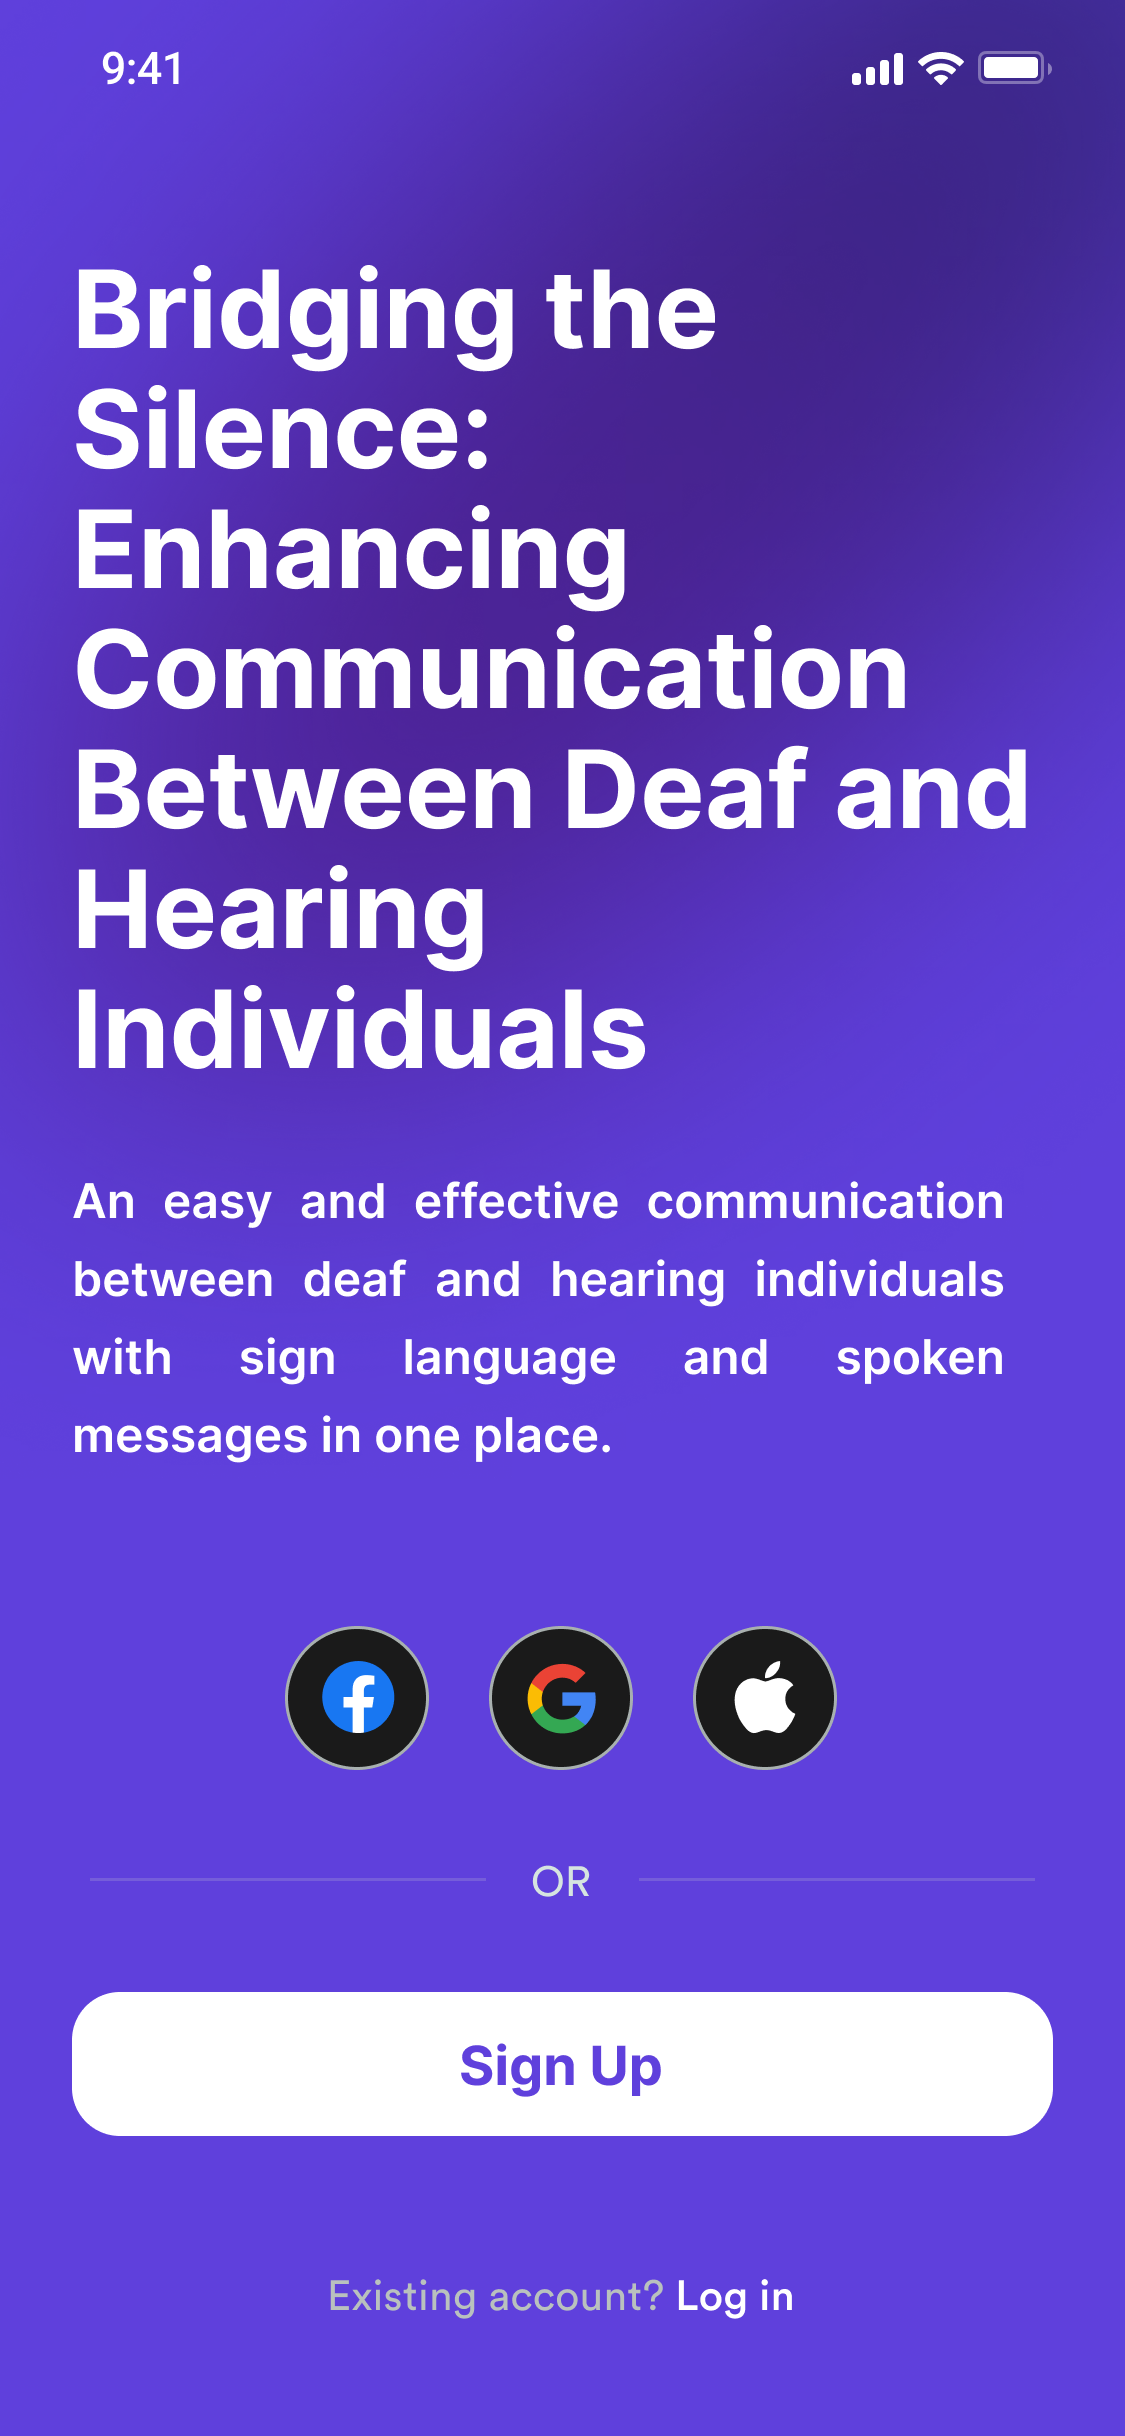 9:41
Bridging the
Silence:
Enhancing
Communication
Between Deaf and
Hearing
Individuals
An easy and effective communication
between deaf and hearing individuals
with sign language and spoken
messages in one place.
OR
Sign Up
Existing account? Log in